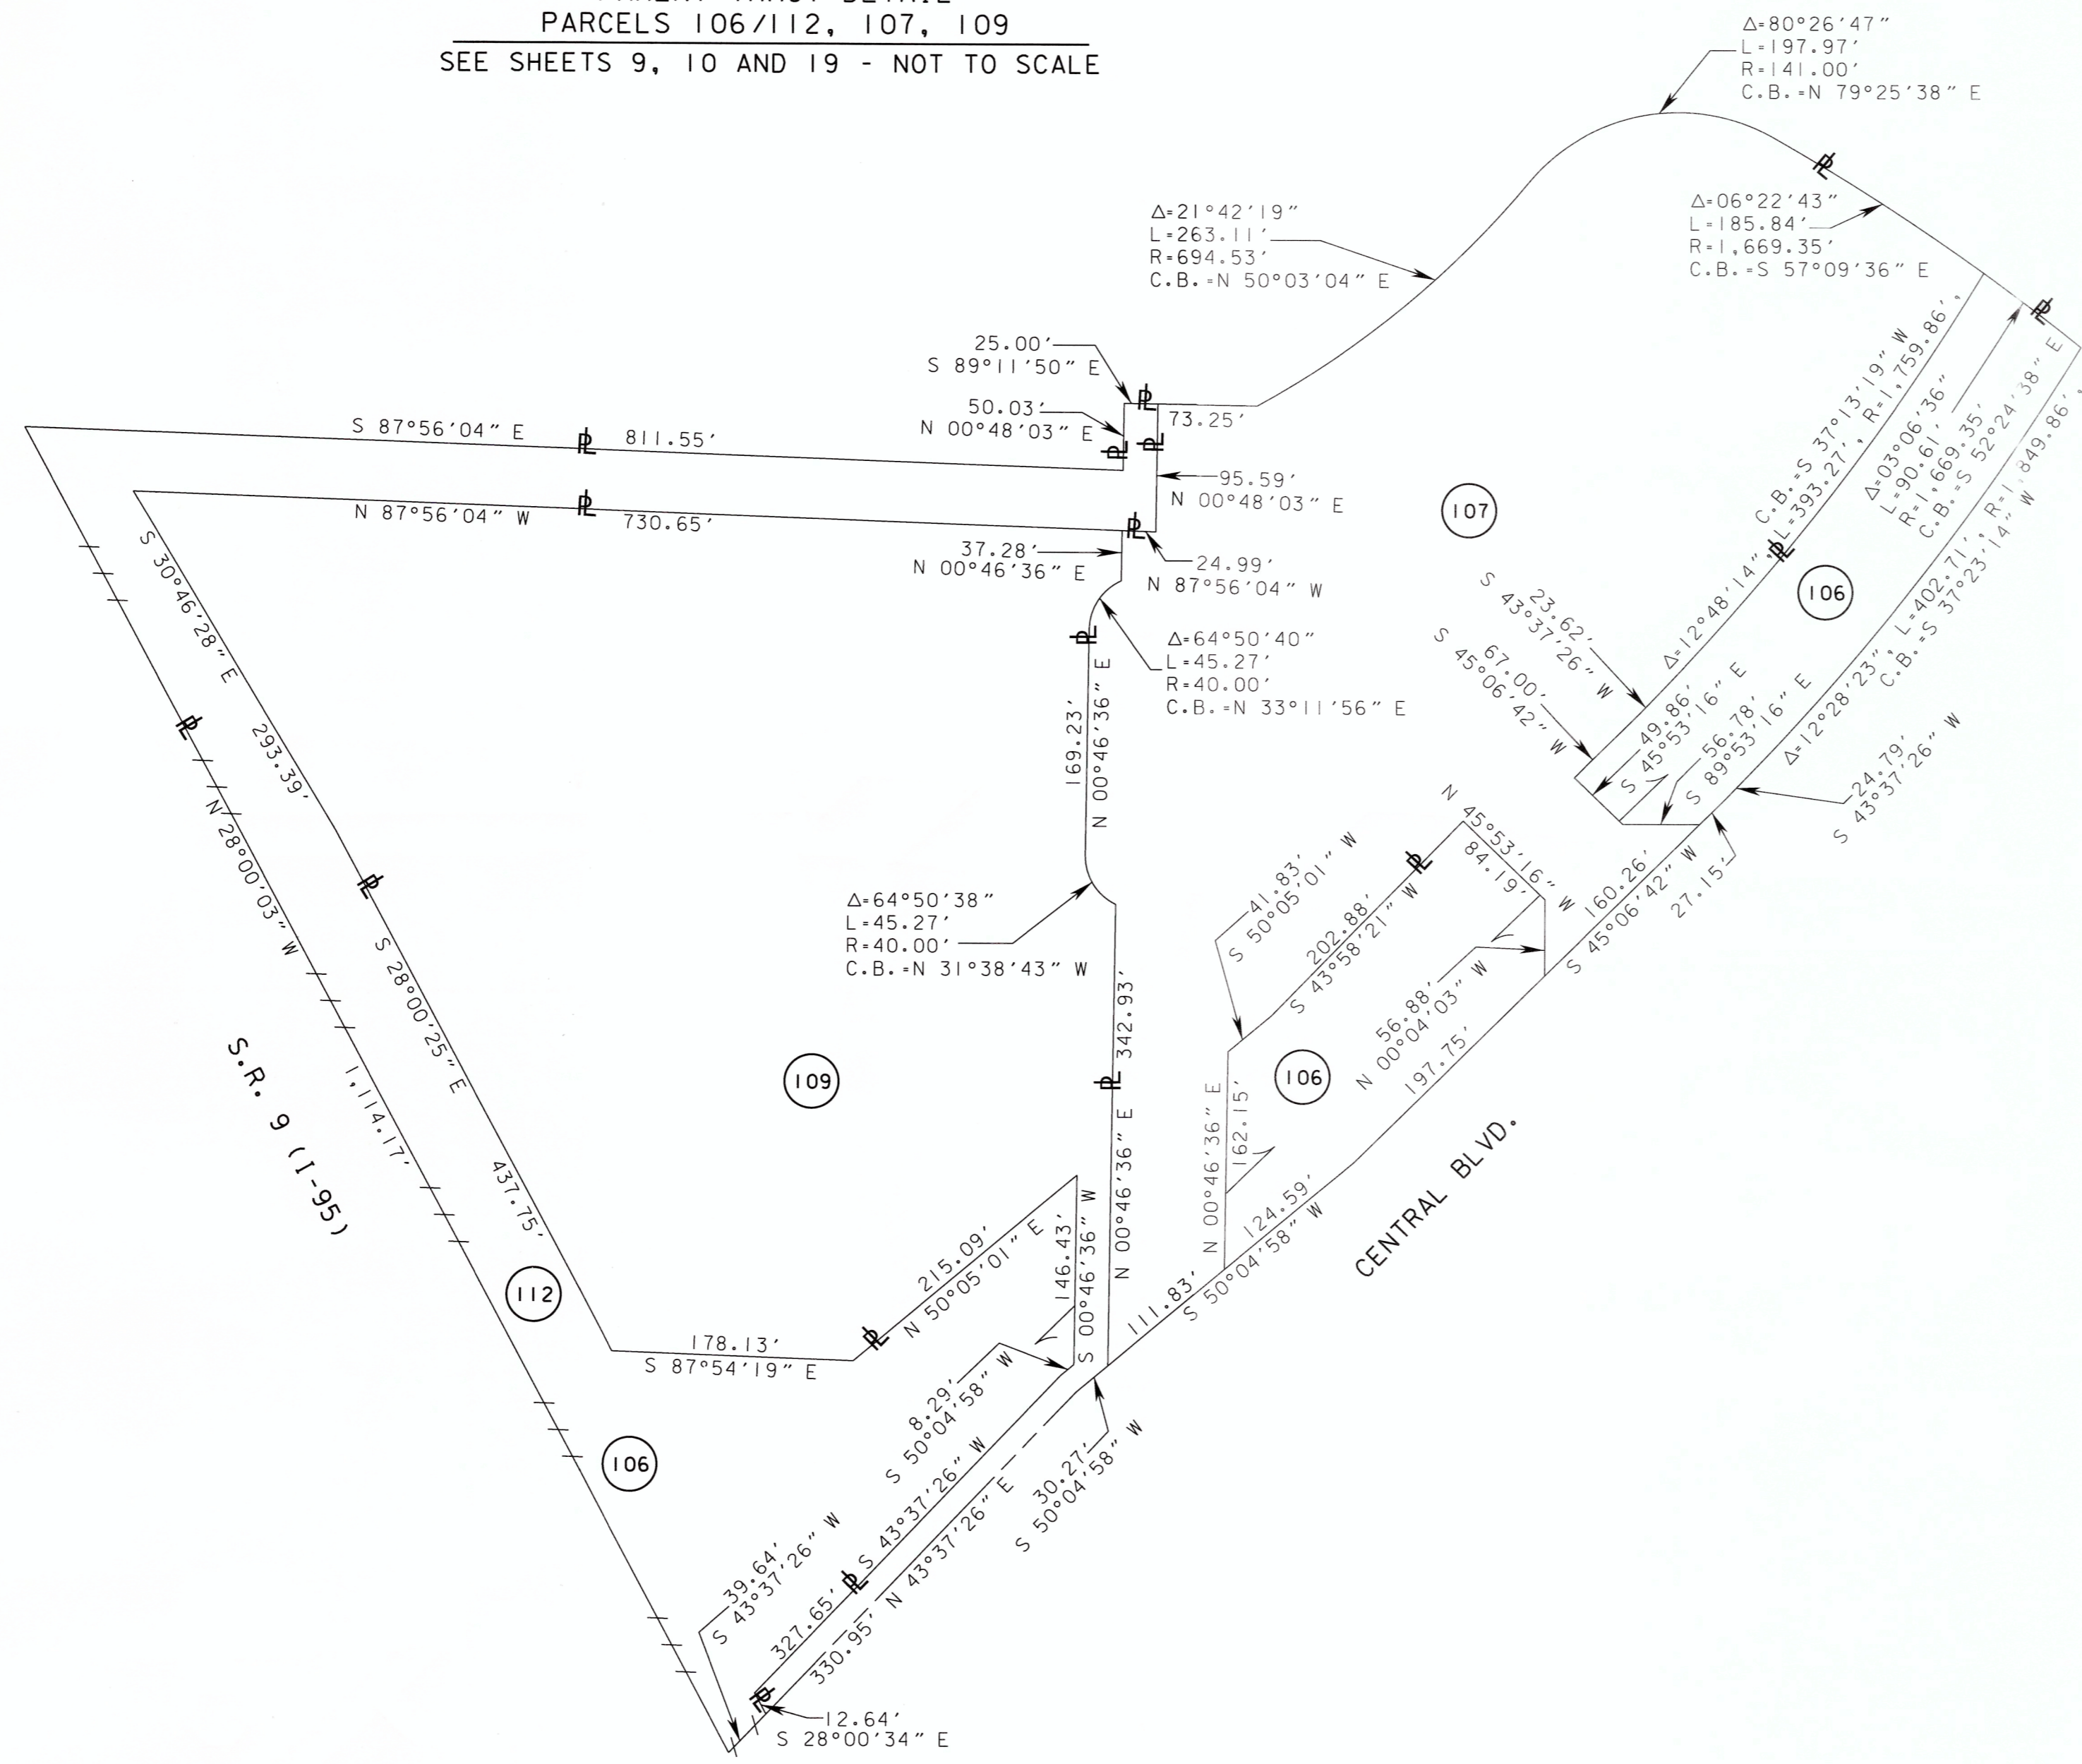 PARCELS 106/112, 107, 109
SEE SHEETS 9, 10 AND 19 - NOT TO SCALE
Δ=80°26'47"
L=197.97'
R=141.00'
C.B.=N 79°25'38" E
Δ=21°42'19"
L=263.11'
R=694.53'
C.B.=N 50°03'04" E
Δ=06°22'43"
L=185.84'
R=1,669.35'
C.B.=S 57°09'36" E
25.00'
S 89°11'50" E
50.03'
N 00°48'03" E
73.25'
S 87°56'04" E
811.55'
95.59'
N 00°48'03" E
N 87°56'04" W
730.65'
37.28'
N 00°46'36" E
24.99'
N 87°56'04" W
107
C.B.=S 37°13'19" W
Δ=12°48'14", L=393.27', R=1,759.86',
Δ=03°06'36"
L=90.61'
R=1,669.35'
C.B.=S 52°24'38" E
Δ=12°28'23", L=402.71', R=1,849.86',
C.B.=S 37°23'14" W
106
23.62'
S 43°37'26" W
67.00'
S 45°06'42" W
49.86'
S 45°53'16" E
56.78'
S 89°53'16" E
24.79'
S 43°37'26" W
27.15'
S 30°46'28" E
293.39'
Δ=64°50'40"
L=45.27'
R=40.00'
C.B.=N 33°11'56" E
169.23'
N 00°46'36" E
N 28°00'03" W
1,114.17'
S 28°00'25" E
437.75'
Δ=64°50'38"
L=45.27'
R=40.00'
C.B.=N 31°38'43" W
N 45°53'16" W
84.19'
160.26'
S 45°06'42" W
41.83'
S 50°05'01" W
202.88'
S 43°58'21" W
56.88'
N 00°04'03" W
197.75'
342.93'
N 00°46'36" E
S.R. 9 (I-95)
109
106
N 00°46'36" E
162.15'
124.59'
S 50°04'58" W
CENTRAL BLVD.
111.83'
S 50°04'58" W
215.09'
N 50°05'01" E
146.43'
S 00°46'36" W
112
178.13'
S 87°54'19" E
8.29'
S 50°04'58" W
30.27'
S 50°04'58" W
106
39.64'
S 43°37'26" W
327.65'
S 43°37'26" W
330.95'
N 43°37'26" E
12.64'
S 28°00'34" E